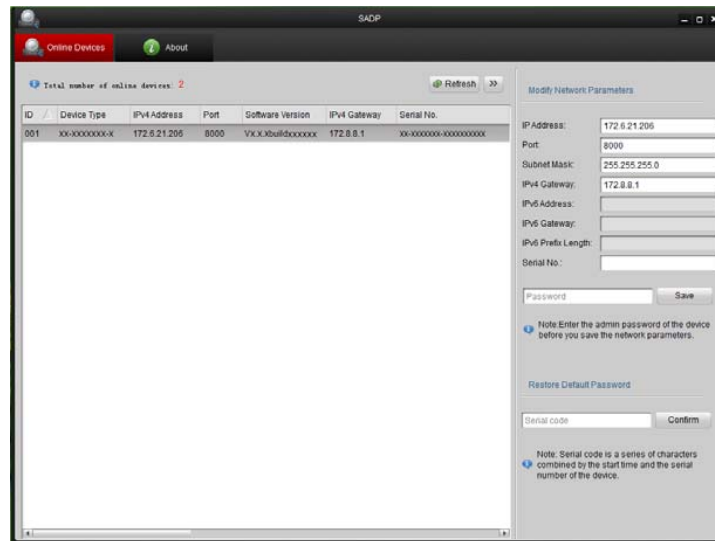 SADP
Online Devices
About
Total number of online devices: 2
Refresh
ID Device Type IPv4 Address Port Software Version IPv4 Gateway Serial No.
001 XX-XXXXXXX-X 172.6.21.206 8000 VX.X.Xbuildxxxxxx 172.8.8.1 XX-XXXXXXX-XXXXXXXXXX
Modify Network Parameters
IP Address: 172.6.21.206
Port: 8000
Subnet Mask: 255.255.255.0
IPv4 Gateway: 172.8.8.1
IPv6 Address:
IPv6 Gateway:
IPv6 Prefix Length:
Serial No.:
Password
Save
Note:Enter the admin password of the device
before you save the network parameters.
Restore Default Password
Serial code
Confirm
Note: Serial code is a series of characters
combined by the start time and the serial
number of the device.